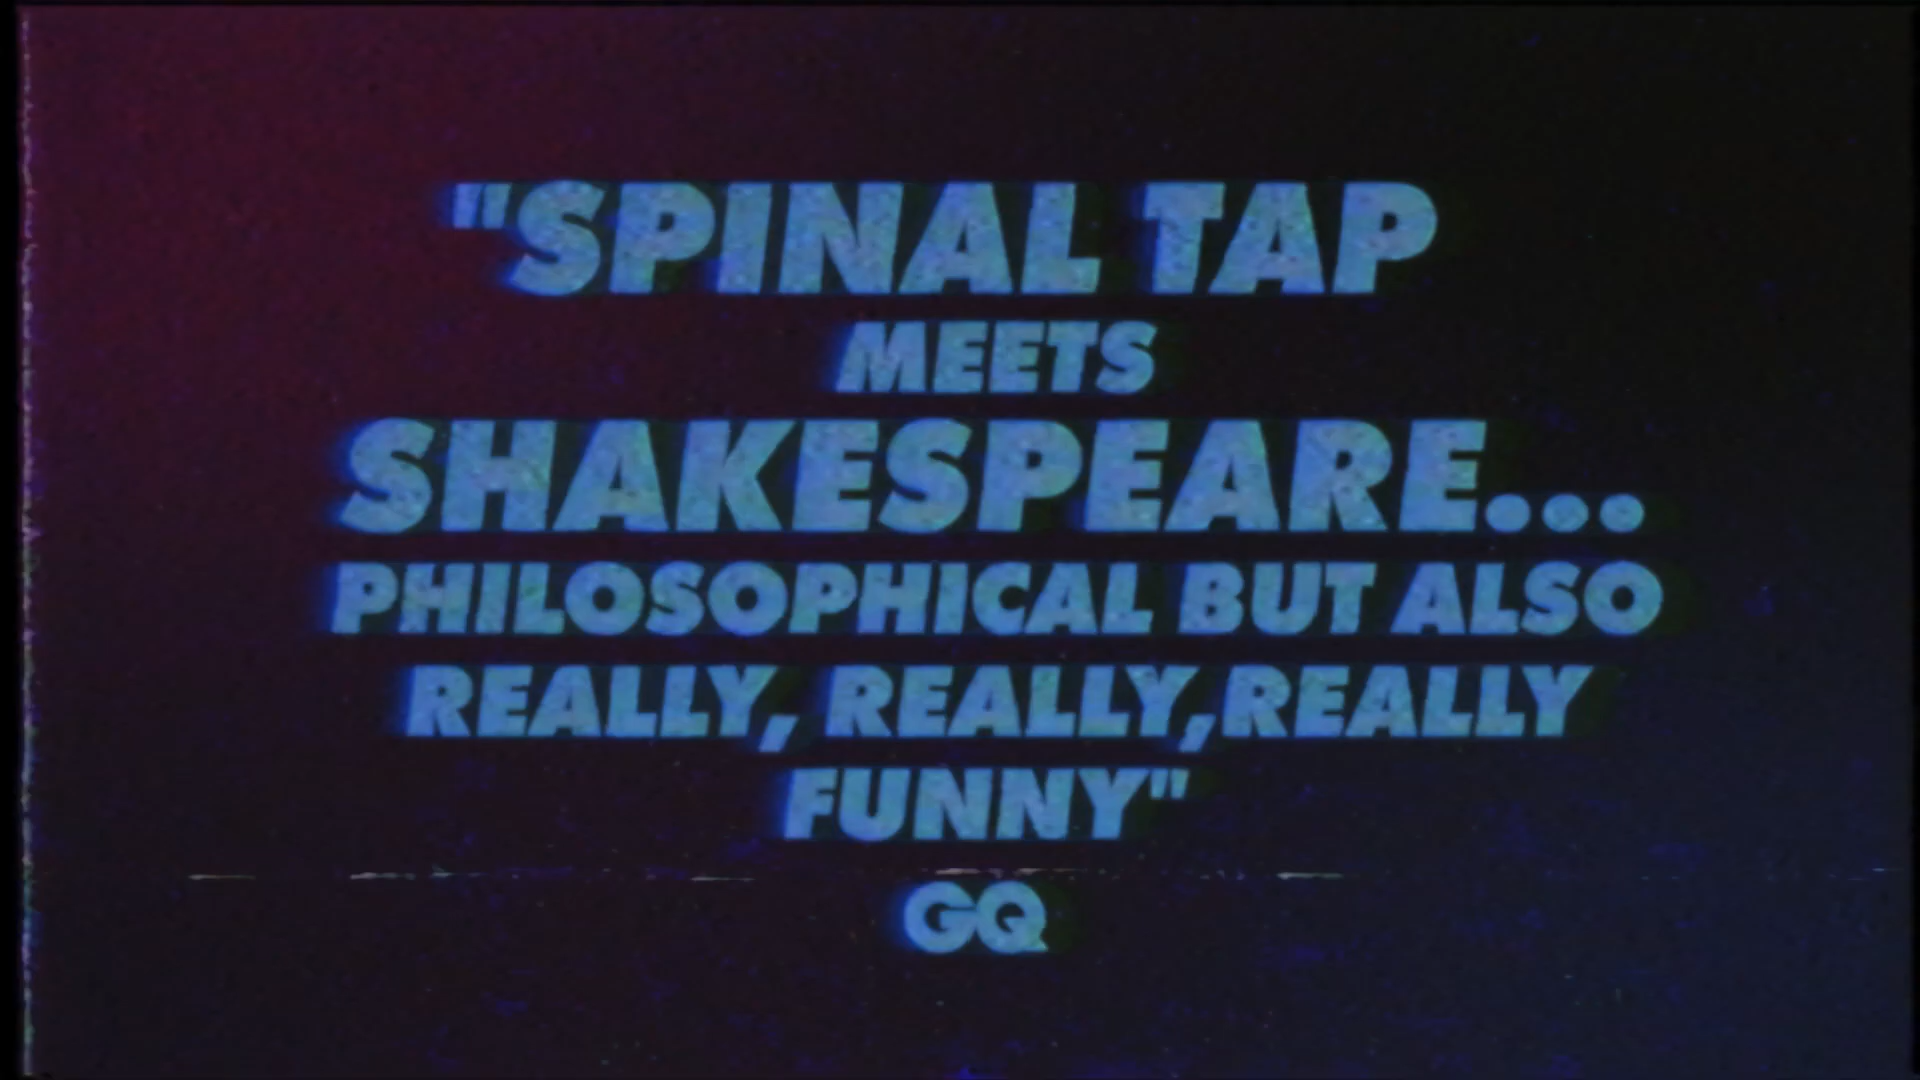 "SPINAL TAP
MEETS
SHAKESPEARE...
PHILOSOPHICAL BUT ALSO
REALLY, REALLY,REALLY
FUNNY"
GQ